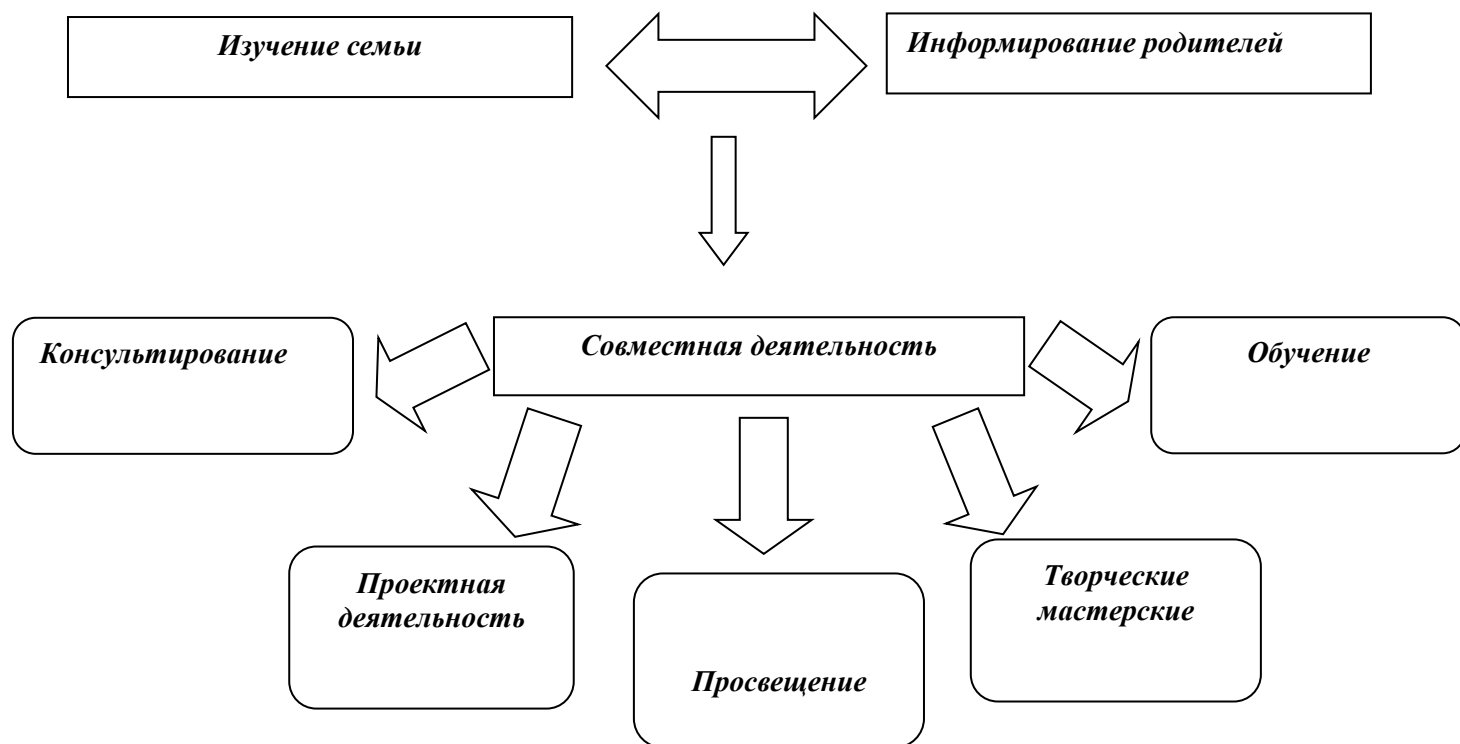 Изучение семьи
Информирование родителей
Консультирование
Совместная деятельность
Обучение
Проектная
деятельность
Просвещение
Творческие
мастерские